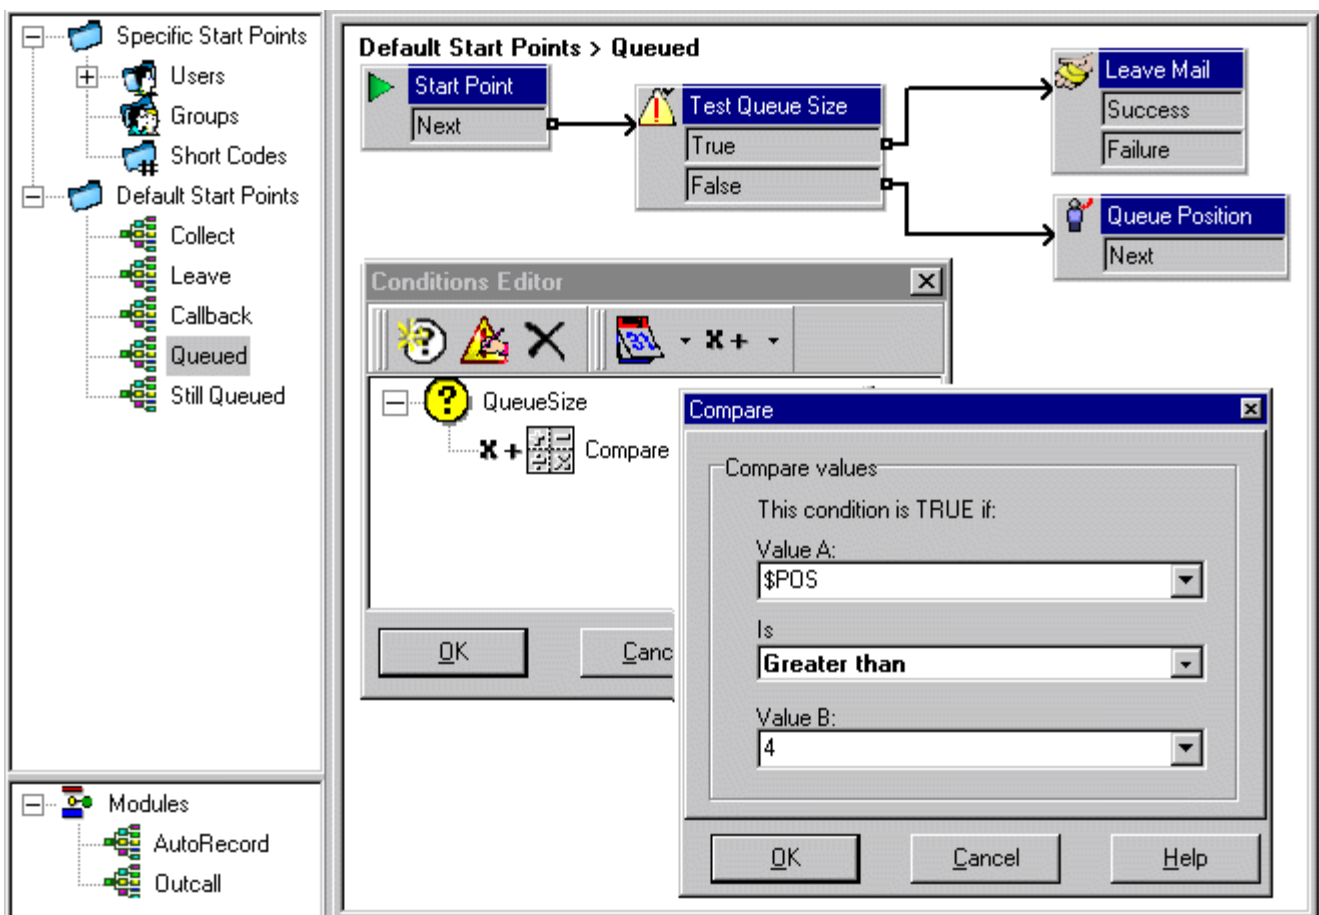 Specific Start Points
Users
Groups
Short Codes
Default Start Points
Collect
Leave
Callback
Queued
Still Queued
Modules
AutoRecord
Outcall
Default Start Points > Queued
Start Point
Next
Test Queue Size
True
False
Leave Mail
Success
Failure
Queue Position
Next
Conditions Editor
QueueSize
Compare
OK
Canc
Compare
Compare values
This condition is TRUE if:
Value A:
$POS
Is
Greater than
Value B:
4
OK
Cancel
Help